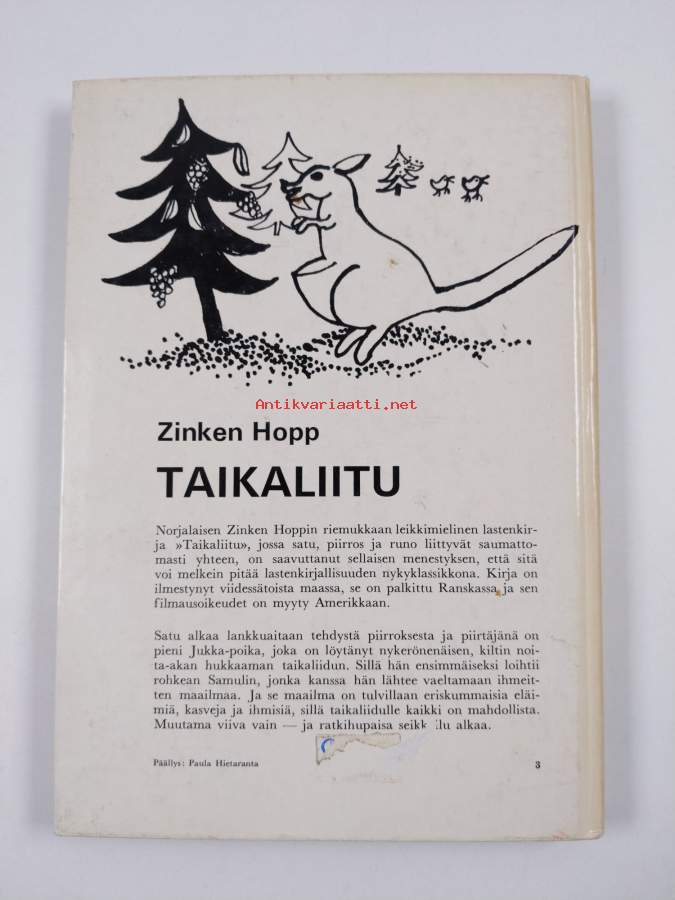 Antikvariaatti.net
Zinken Hopp
TAIKALIITU
Norjalaisen Zinken Hoppin riemukkaan leikkimielinen lastenkir-
ja »Taikaliitu», jossa satu, piirros ja runo liittyvät saumatto-
masti yhteen, on saavuttanut sellaisen menestyksen, että sitä
voi melkein pitää lastenkirjallisuuden nykyklassikkona. Kirja on
ilmestynyt viidessätoista maassa, se on palkittu Ranskassa ja sen
filmausoikeudet on myyty Amerikkaan.
Satu alkaa lankkuaitaan tehdystä piirroksesta ja piirtäjänä on
pieni Jukka-poika, joka on löytänyt nykerönenäisen, kiltin noi-
ta-akan hukkaaman taikaliidun. Sillä hän ensimmäiseksi loihtii
rohkean Samulin, jonka kanssa hän lähtee vaeltamaan ihmeit-
ten maailmaa. Ja se maailma on tulvillaan eriskummaisia eläi-
miä, kasveja ja ihmisiä, sillä taikaliidulle kaikki on mahdollista.
Muutama viiva vain — ja ratkihupaisa seikkailu alkaa.
Päällys: Paula Hietaranta 3